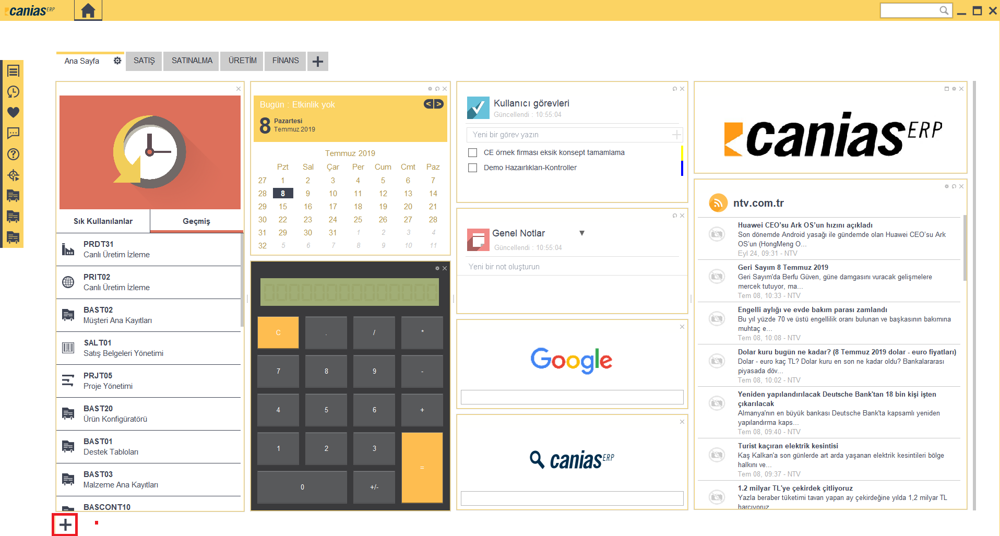 canias ERP
Ana Sayfa
SATIŞ
SATINALMA
ÜRETİM
FİNANS
Sık Kullanılanlar
Geçmiş
PRDT31
Canlı Üretim İzleme
PRIT02
Canlı Üretim İzleme
BAST02
Müşteri Ana Kayıtları
SALT01
Satış Belgeleri Yönetimi
PRJT05
Proje Yönetimi
BAST20
Ürün Konfigüratörü
BAST01
Destek Tabloları
BAST03
Malzeme Ana Kayıtları
BASCONT10
Bugün : Etkinlik yok
< >
8 Pazartesi
Temmuz 2019
Temmuz 2019
Pzt Sal Çar Per Cum Cmt Paz
27 1 2 3 4 5 6 7
28 8 9 10 11 12 13 14
29 15 16 17 18 19 20 21
30 22 23 24 25 26 27 28
31 29 30 31 1 2 3 4
32 5 6 7 8 9 10 11
0000000000000
C . / *
7 8 9 -
4 5 6 +
1 2 3 =
0 +/-
Kullanıcı görevleri
Güncellendi : 10:55:04
Yeni bir görev yazın
CE örnek firması eksik konsept tamamlama
Demo Hazaırlıkları-Kontroller
Genel Notlar
Güncellendi : 10:55:04
Yeni bir not oluşturun
Google
canias ERP
canias ERP
ntv.com.tr
Huawei CEO'su Ark OS'un hızını açıkladı
Son dönemde Android yasağı ile gündemde olan Huawei CEO'su Ark
OS'un (HongMeng O...
Eyl 24, 09:31 - NTV
Geri Sayım 8 Temmuz 2019
Geri Sayım'da Berfu Güven, güne damgasını vuracak gelişmelere
mercek tutuyor, ma...
Tem 08, 10:33 - NTV
Engelli aylığı ve evde bakım parası zamlandı
Bu yıl yüzde 70 ve üstü engellilik oranı bulunan ve başkasının bakımına
muhtaç e...
Tem 08, 10:08 - NTV
Dolar kuru bugün ne kadar? (8 Temmuz 2019 dolar - euro fiyatları)
Dolar - euro kaç TL? Dolar kuru en son ne kadar oldu? Bankalararası
piyasada döv...
Tem 08, 10:02 - NTV
Yeniden yapılandırılacak Deutsche Bank'tan 18 bin kişi işten
çıkarılacak
Almanya'nın en büyük bankası Deutsche Bank'ta kapsamlı yeniden
yapılandırma kaps...
Tem 08, 09:40 - NTV
Turist kaçıran elektrik kesintisi
Kaş Kalkan'a son günlerde art arda yaşanan elektrik kesintileri bölge
halkını ve...
Tem 08, 09:37 - NTV
1.2 milyar TL'ye çekirdek çitliyoruz
Yazla beraber tüketimi tavan yapan ay çekirdeğine yılda 1,2 milyar TL
harcıyoruz